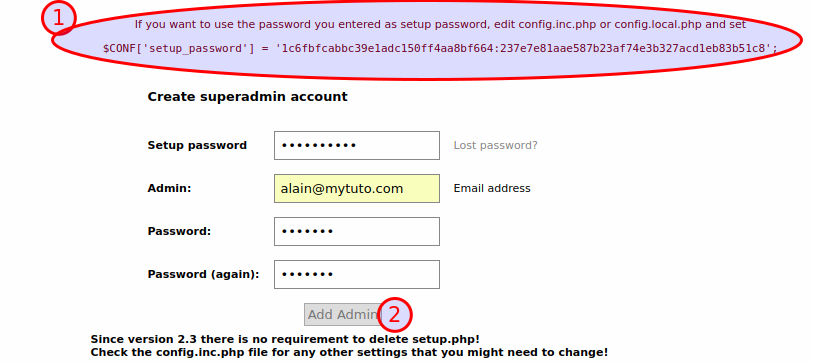 1
If you want to use the password you entered as setup password, edit config.inc.php or config.local.php and set
$CONF['setup_password'] = '1c6fbfcabbc39e1adc150ff4aa8bf664:237e7e81aae587b23af74e3b327acd1eb83b51c8';
Create superadmin account
Setup password •••••••••• Lost password?
Admin: alain@mytuto.com Email address
Password: •••••••
Password (again): •••••••
Add Admin 2
Since version 2.3 there is no requirement to delete setup.php!
Check the config.inc.php file for any other settings that you might need to change!